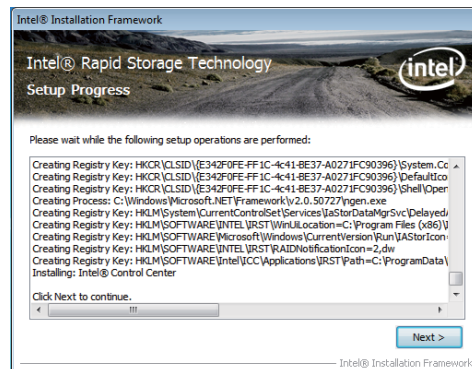 Intel® Installation Framework
Intel® Rapid Storage Technology
intel
Setup Progress
Please wait while the following setup operations are performed:
Creating Registry Key: HKCR\CLSID\{E342F0FE-FF1C-4c41-BE37-A0271FC90396}\System.Co
Creating Registry Key: HKCR\CLSID\{E342F0FE-FF1C-4c41-BE37-A0271FC90396}\DefaultIco
Creating Registry Key: HKCR\CLSID\{E342F0FE-FF1C-4c41-BE37-A0271FC90396}\Shell\Open
Creating Process: C:\Windows\Microsoft.NET\Framework\v2.0.50727\ngen.exe
Creating Registry Key: HKLM\System\CurrentControlSet\Services\IaStorDataMgrSvc\DelayedA
Creating Registry Key: HKLM\SOFTWARE\INTEL\IRST\WinUiLocation=C:\Program Files (x86)\I
Creating Registry Key: HKLM\SOFTWARE\Microsoft\Windows\CurrentVersion\Run\IAStorIcon=
Creating Registry Key: HKLM\SOFTWARE\INTEL\IRST\RAIDNotificationIcon=2,dw
Creating Registry Key: HKLM\SOFTWARE\Intel\ICC\Applications\IRST\Path=C:\ProgramData\
Installing: Intel® Control Center
Click Next to continue.
Next >
Intel® Installation Framework